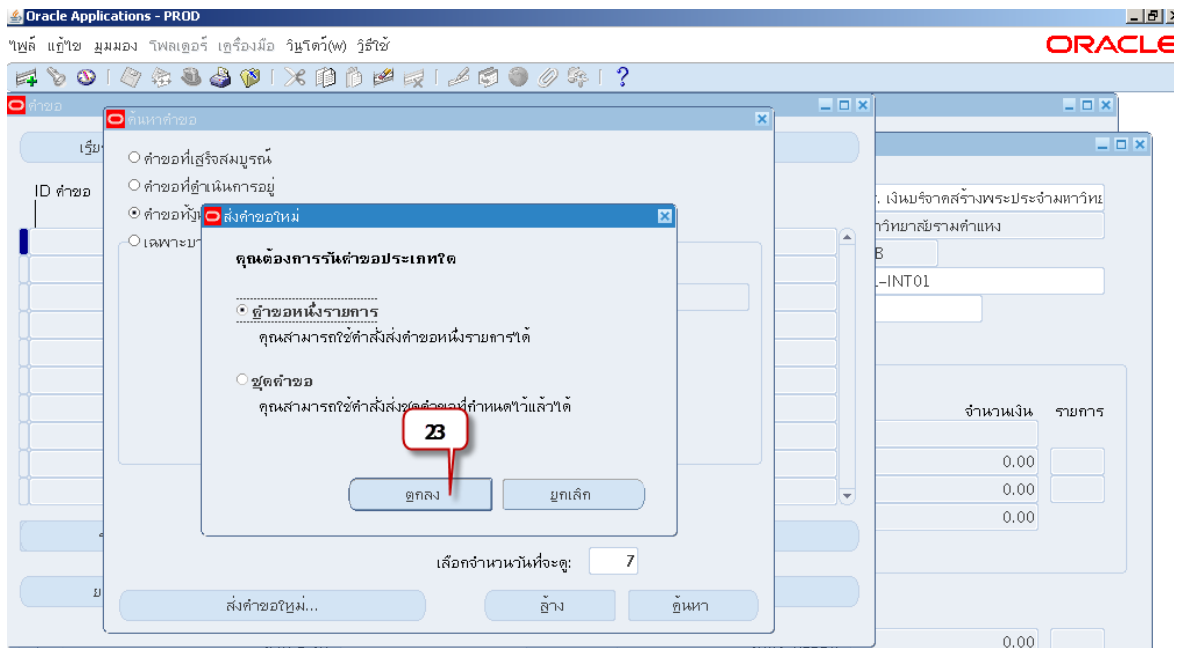 Oracle Applications - PROD
ไฟล์ แก้ไข มุมมอง โฟลเดอร์ เครื่องมือ วินโดว์(w) วิธีใช้
ORACLE
คำขอ
ค้นหาคำขอ
คำขอที่เสร็จสมบูรณ์
ID คำขอ
คำขอที่ดำเนินการอยู่
เงินบริจาคสร้างพระประจำมหาวิทย
ส่งคำขอใหม่
าวิทยาลัยรามคำแหง
คุณต้องการรันคำขอประเภทใด
B
-INT01
คำขอหนึ่งรายการ
คุณสามารถใช้คำสั่งส่งคำขอหนึ่งรายการได้
ชุดคำขอ
คุณสามารถใช้คำสั่งส่งชุดคำขอที่กำหนดไว้แล้วได้
จำนวนเงิน รายการ
23
0.00
ตกลง ยกเลิก
0.00
0.00
เลือกจำนวนวันที่จะดู: 7
ส่งคำขอใหม่... ล้าง ค้นหา
0.00